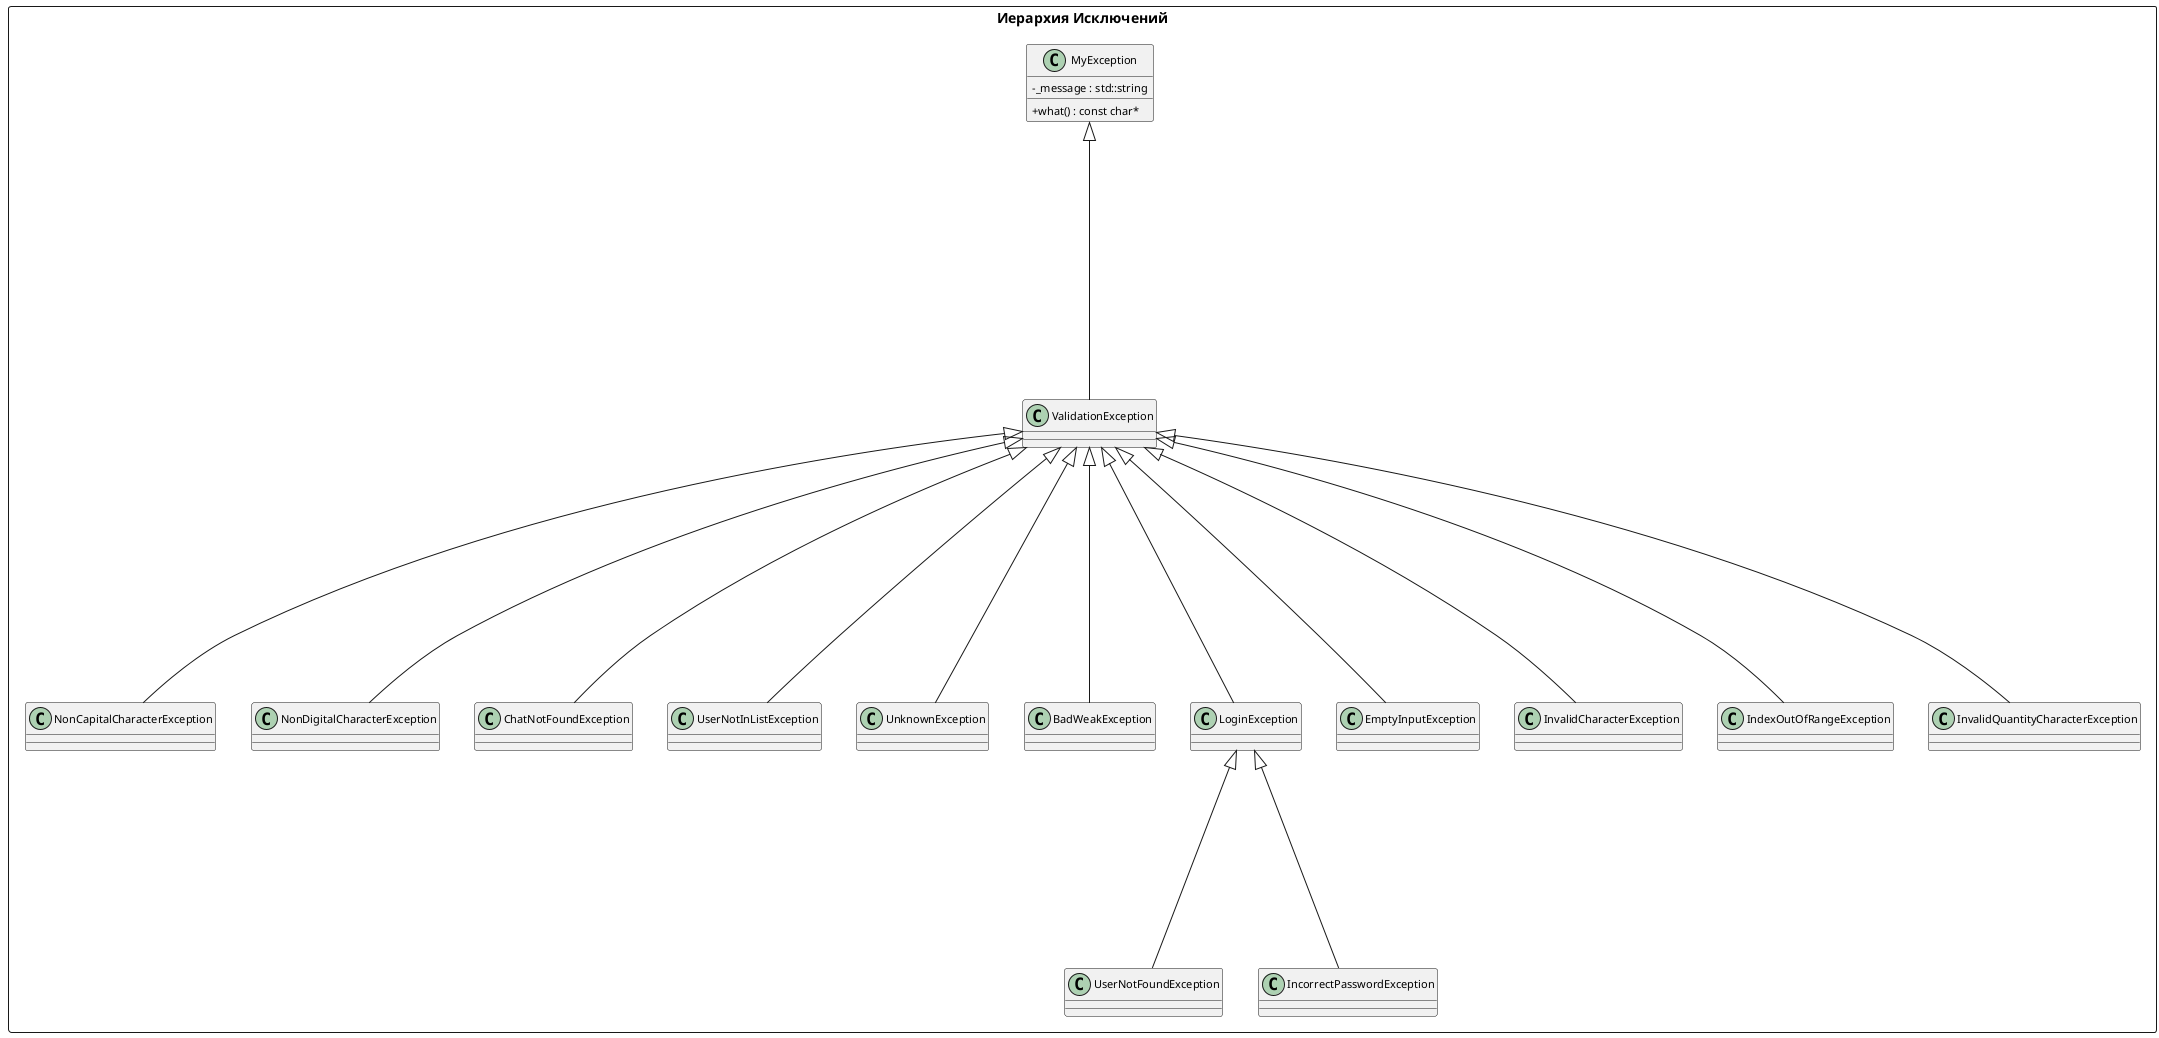 Иерархия Исключений
C MyException
-_message : std::string
+what() : const char*
C ValidationException
C NonCapitalCharacterException
C NonDigitalCharacterException
C ChatNotFoundException
C UserNotInListException
C UnknownException
C BadWeakException
C LoginException
C EmptyInputException
C InvalidCharacterException
C IndexOutOfRangeException
C InvalidQuantityCharacterException
C UserNotFoundException
C IncorrectPasswordException